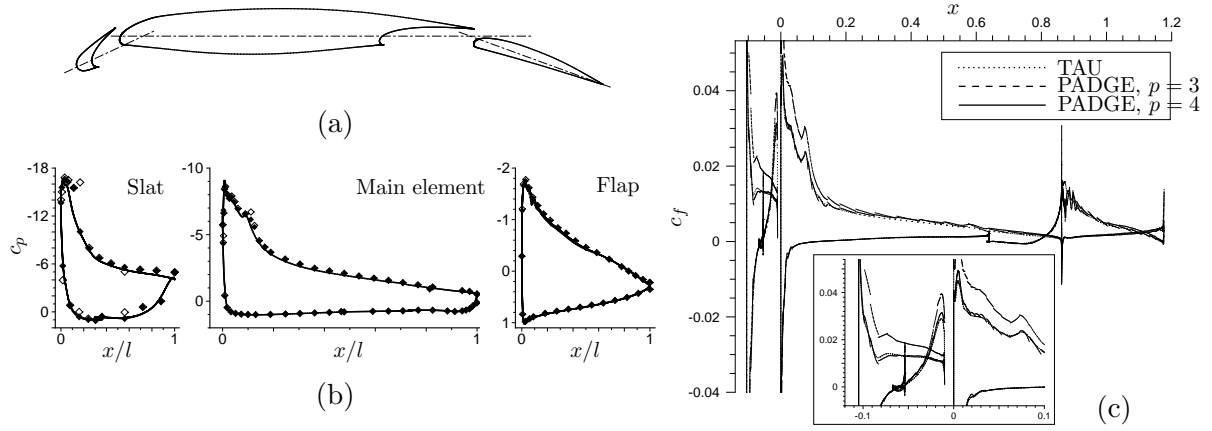 (a)
-18
-12
-6
0
0
1
c_p
x/l
Slat
-10
-5
0
0
1
x/l
Main element
-2
-1
0
1
0
1
x/l
Flap
(b)
x
0
0.2
0.4
0.6
0.8
1
1.2
TAU
PADGE, p = 3
PADGE, p = 4
c_f
0.04
0.02
0
-0.02
-0.04
0.04
0.02
0
-0.1
0
0.1
(c)